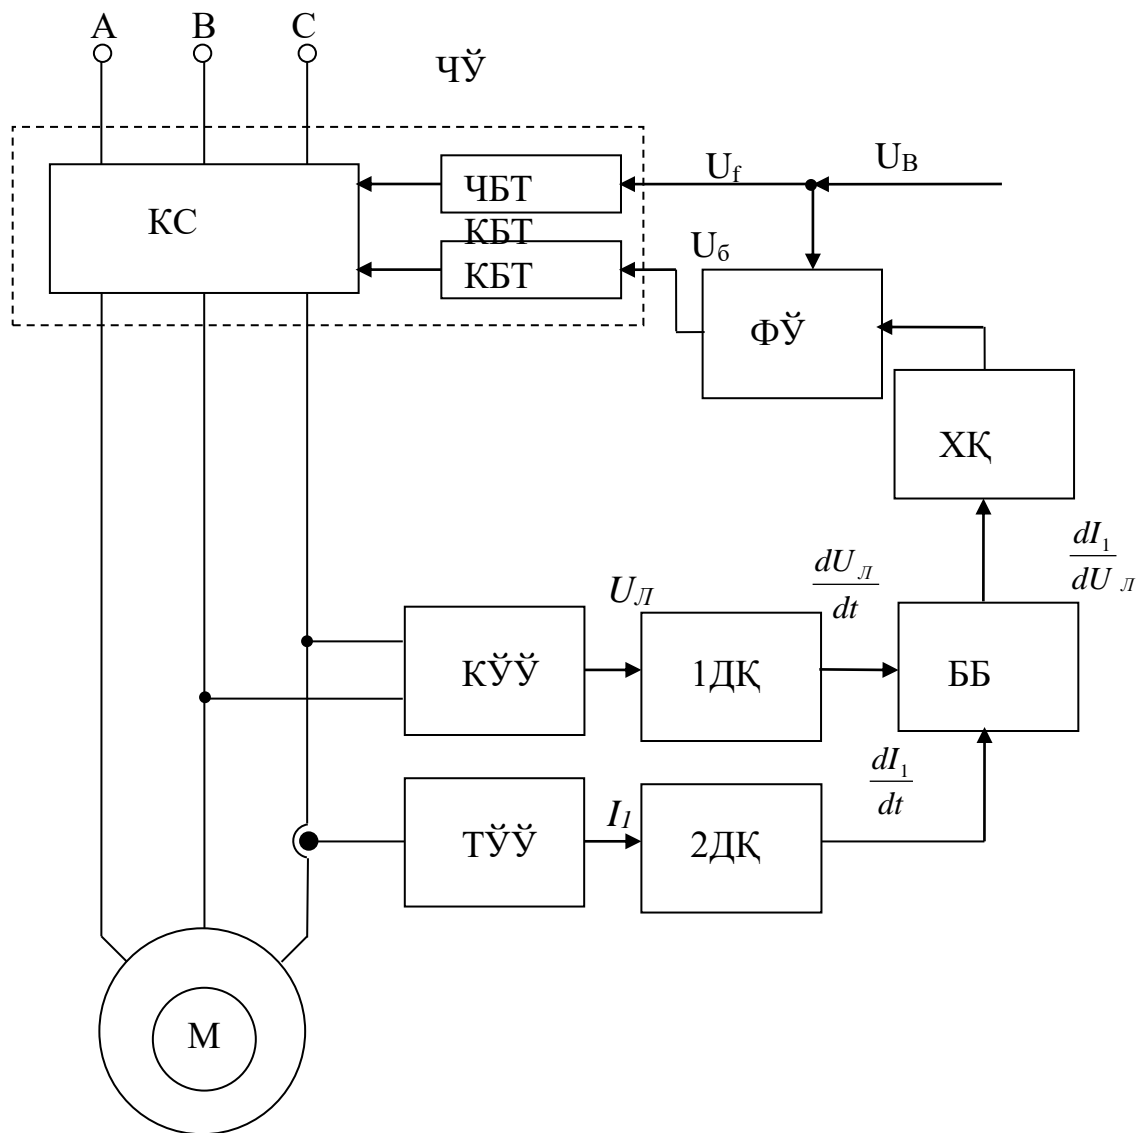 А В С
ЧЎ
КС
ЧБТ
КБТ
КБТ
U_f
U_В
U_б
ФЎ
ХҚ
dI_1
dU_Л
U_Л
dU_Л
dt
КЎЎ
1ДҚ
ББ
dI_1
dt
ТЎЎ
I_1
2ДҚ
М